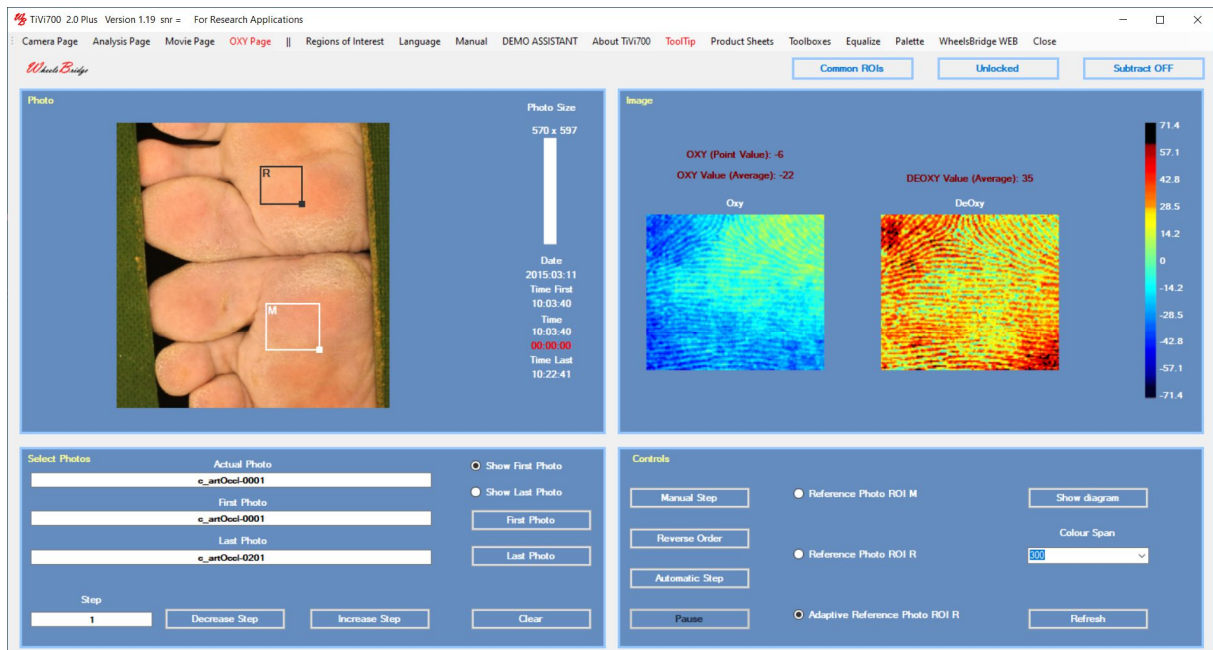 WB TiVi700 2.0 Plus Version 1.19 snr = For Research Applications
Camera Page Analysis Page Movie Page OXY Page || Regions of Interest Language Manual DEMO ASSISTANT About TiVi700 ToolTip Product Sheets Toolboxes Equalize Palette WheelsBridge WEB Close
WheelsBridge
Common ROIs Unlocked Subtract OFF
Photo
Photo Size
570 x 597
R
M
Date
2015:03:11
Time First
10:03:40
Time
10:03:40
00:00:00
Time Last
10:22:41
Image
OXY (Point Value): -6
OXY Value (Average): -22
DEOXY Value (Average): 35
Oxy
DeOxy
71.4
57.1
42.8
28.5
14.2
0
-14.2
-28.5
-42.8
-57.1
-71.4
Select Photos
Actual Photo
c_artOccl-0001
First Photo
c_artOccl-0001
Last Photo
c_artOccl-0201
Step
1
Decrease Step
Increase Step
Show First Photo
Show Last Photo
First Photo
Last Photo
Clear
Controls
Manual Step
Reverse Order
Automatic Step
Pause
Reference Photo ROI M
Reference Photo ROI R
Adaptive Reference Photo ROI R
Show diagram
Colour Span
300
Refresh